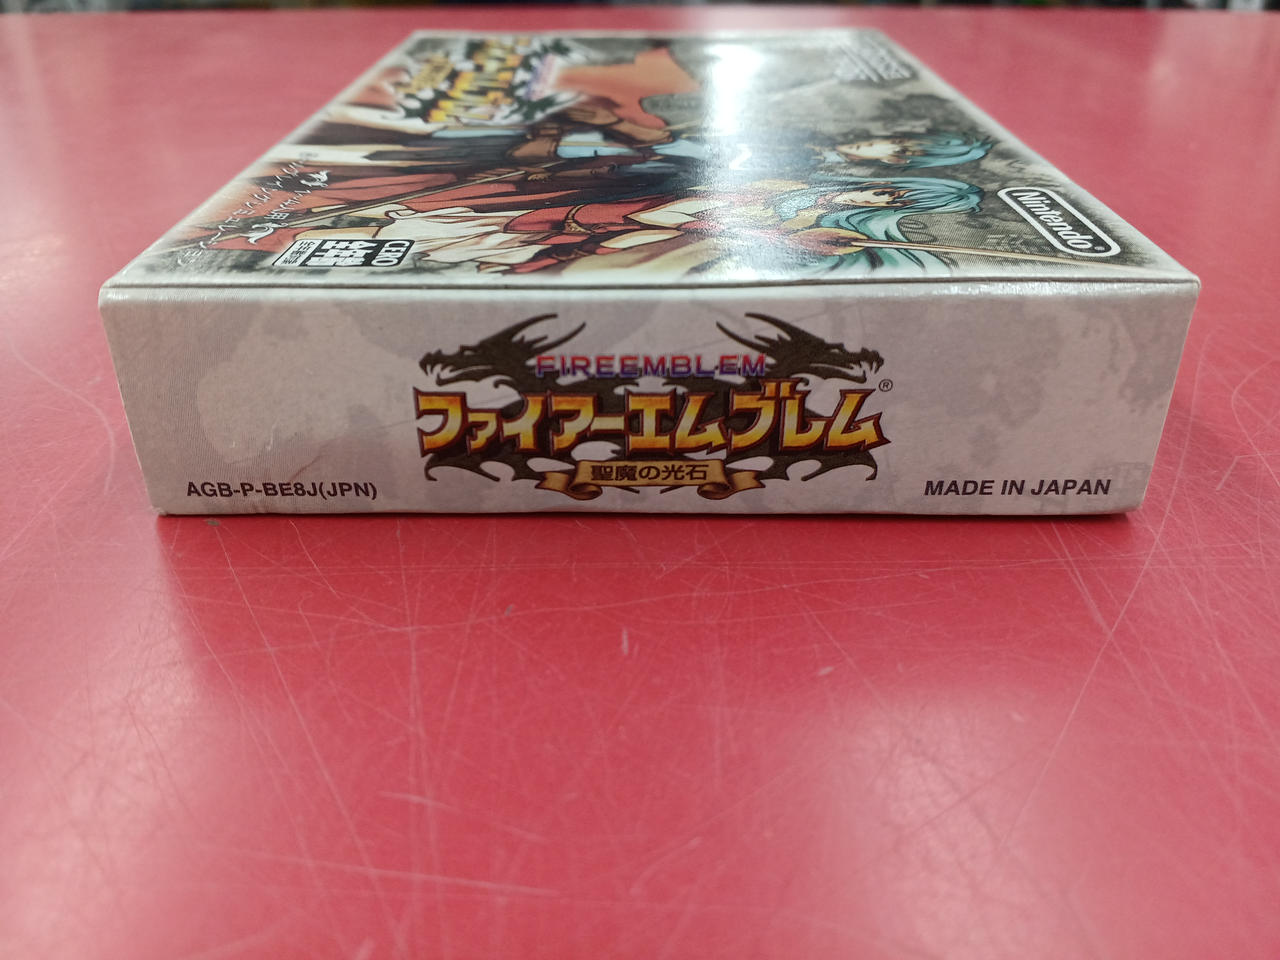 Nintendo®
CERO
FIREEMBLEM
ファイアーエムブレム®
聖魔の光石
AGB-P-BE8J(JPN)
MADE IN JAPAN